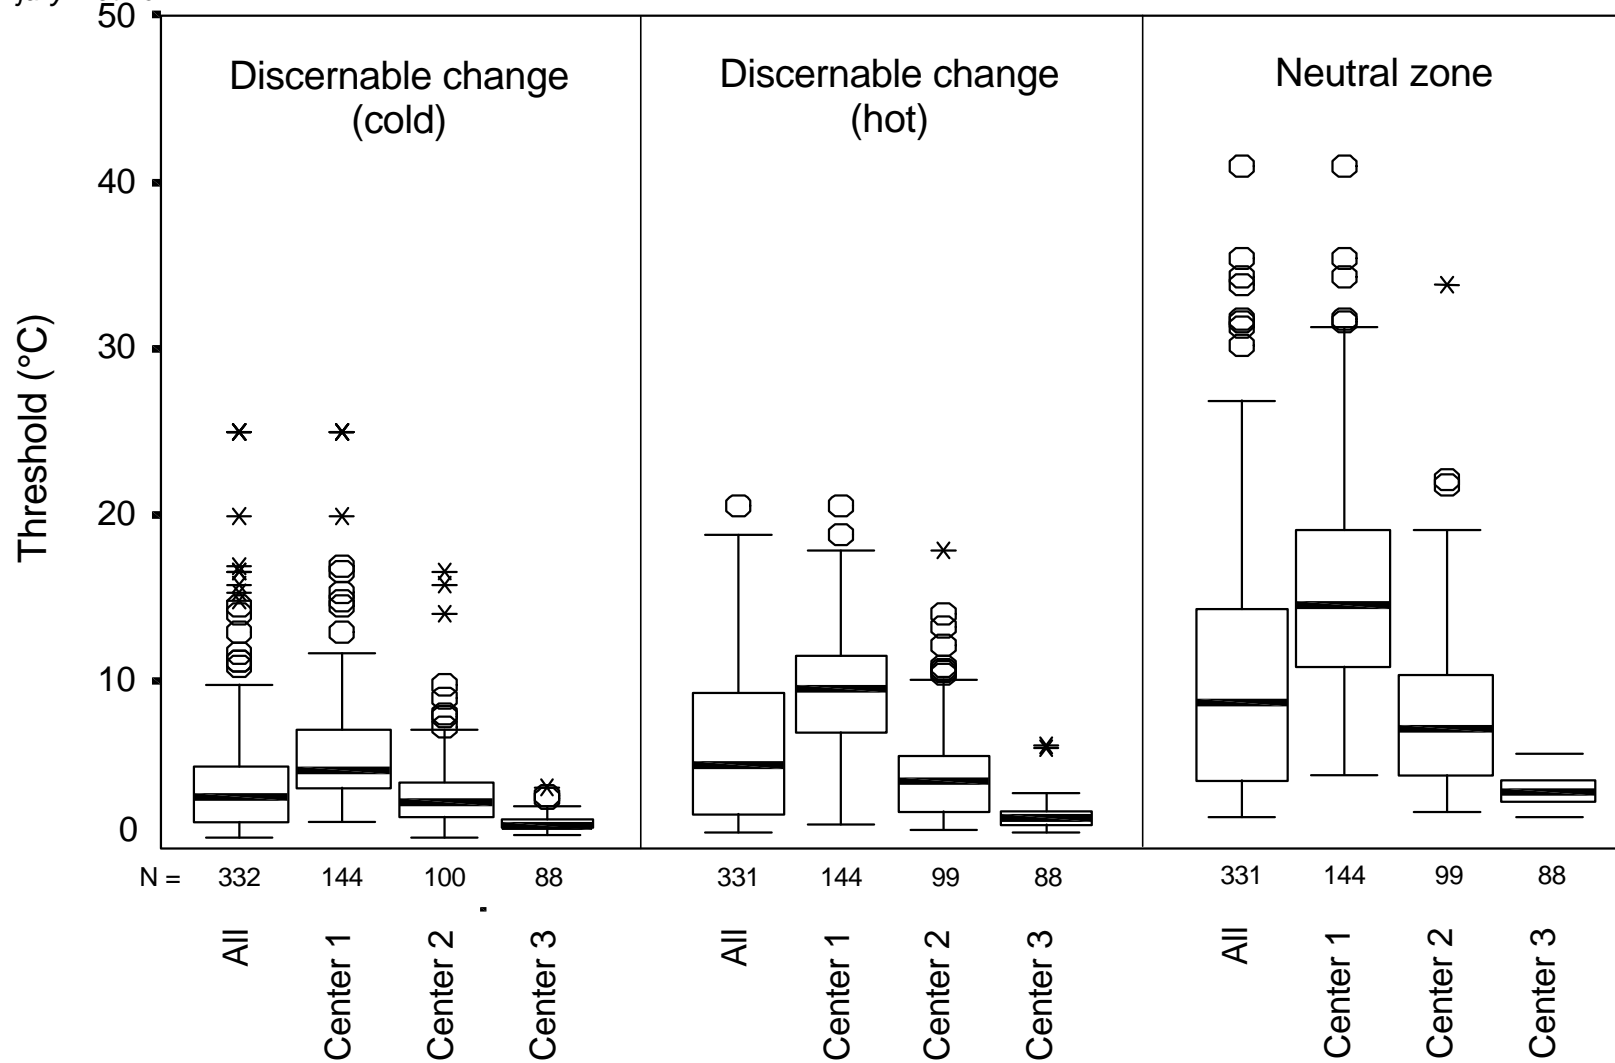 50
Discernable change
(cold)
Discernable change
(hot)
Neutral zone
40
30
20
10
0
Threshold (°C)
N = 332 144 100 88 331 144 99 88 331 144 99 88
All Center 1 Center 2 Center 3 All Center 1 Center 2 Center 3 All Center 1 Center 2 Center 3